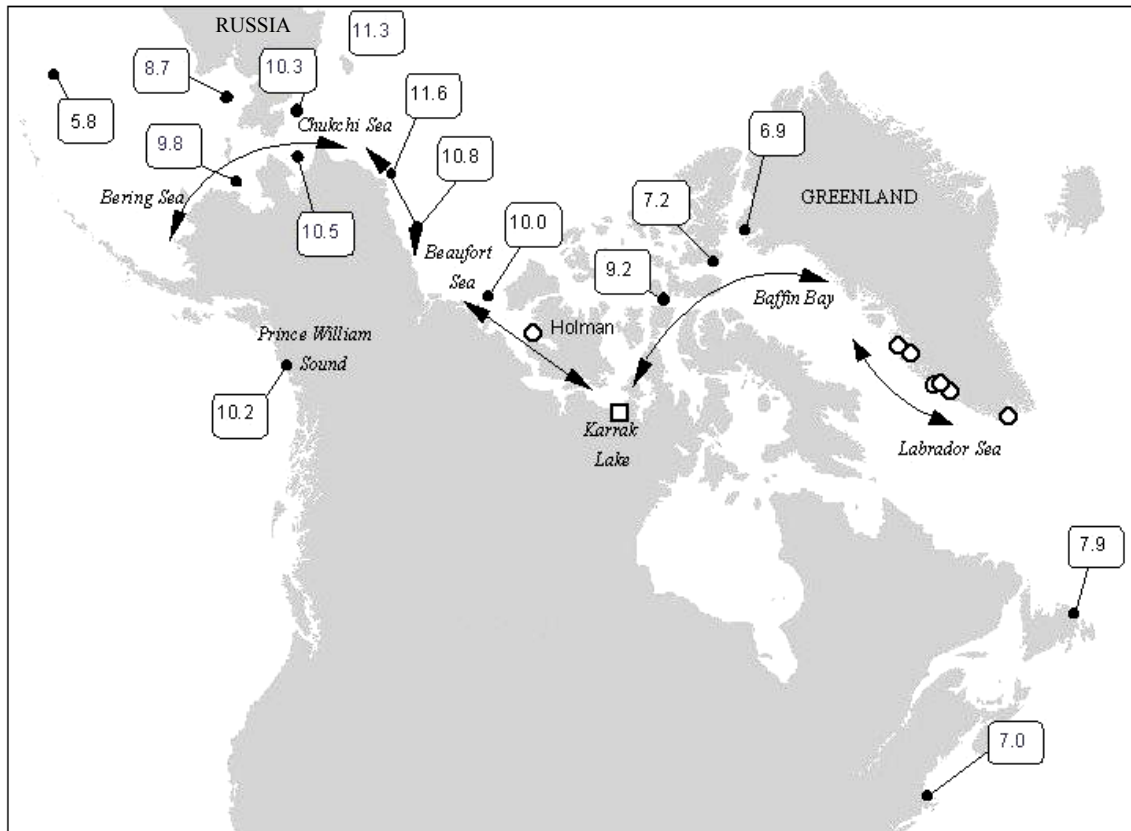 RUSSIA
11.3
8.7
10.3
11.6
5.8
Chukchi Sea
9.8
10.8
6.9
Bering Sea
7.2
GREENLAND
10.5
10.0
Beaufort
Sea
9.2
Baffin Bay
Holman
Prince William
Sound
10.2
Karrak
Lake
Labrador Sea
7.9
7.0